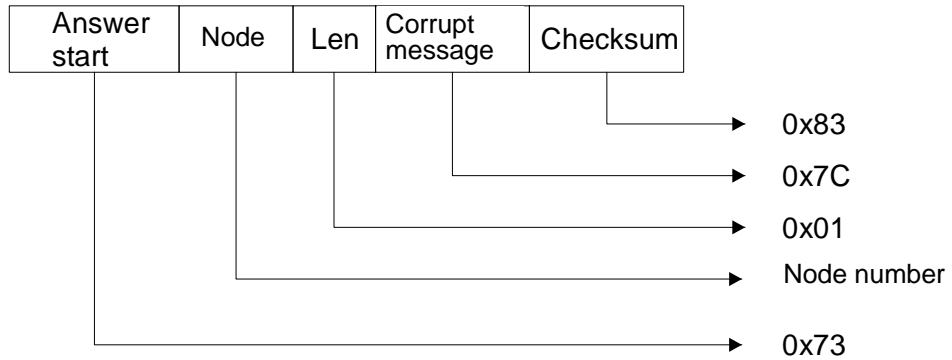 Answer
start
Node
Len
Corrupt
message
Checksum
0x83
0x7C
0x01
Node number
0x73